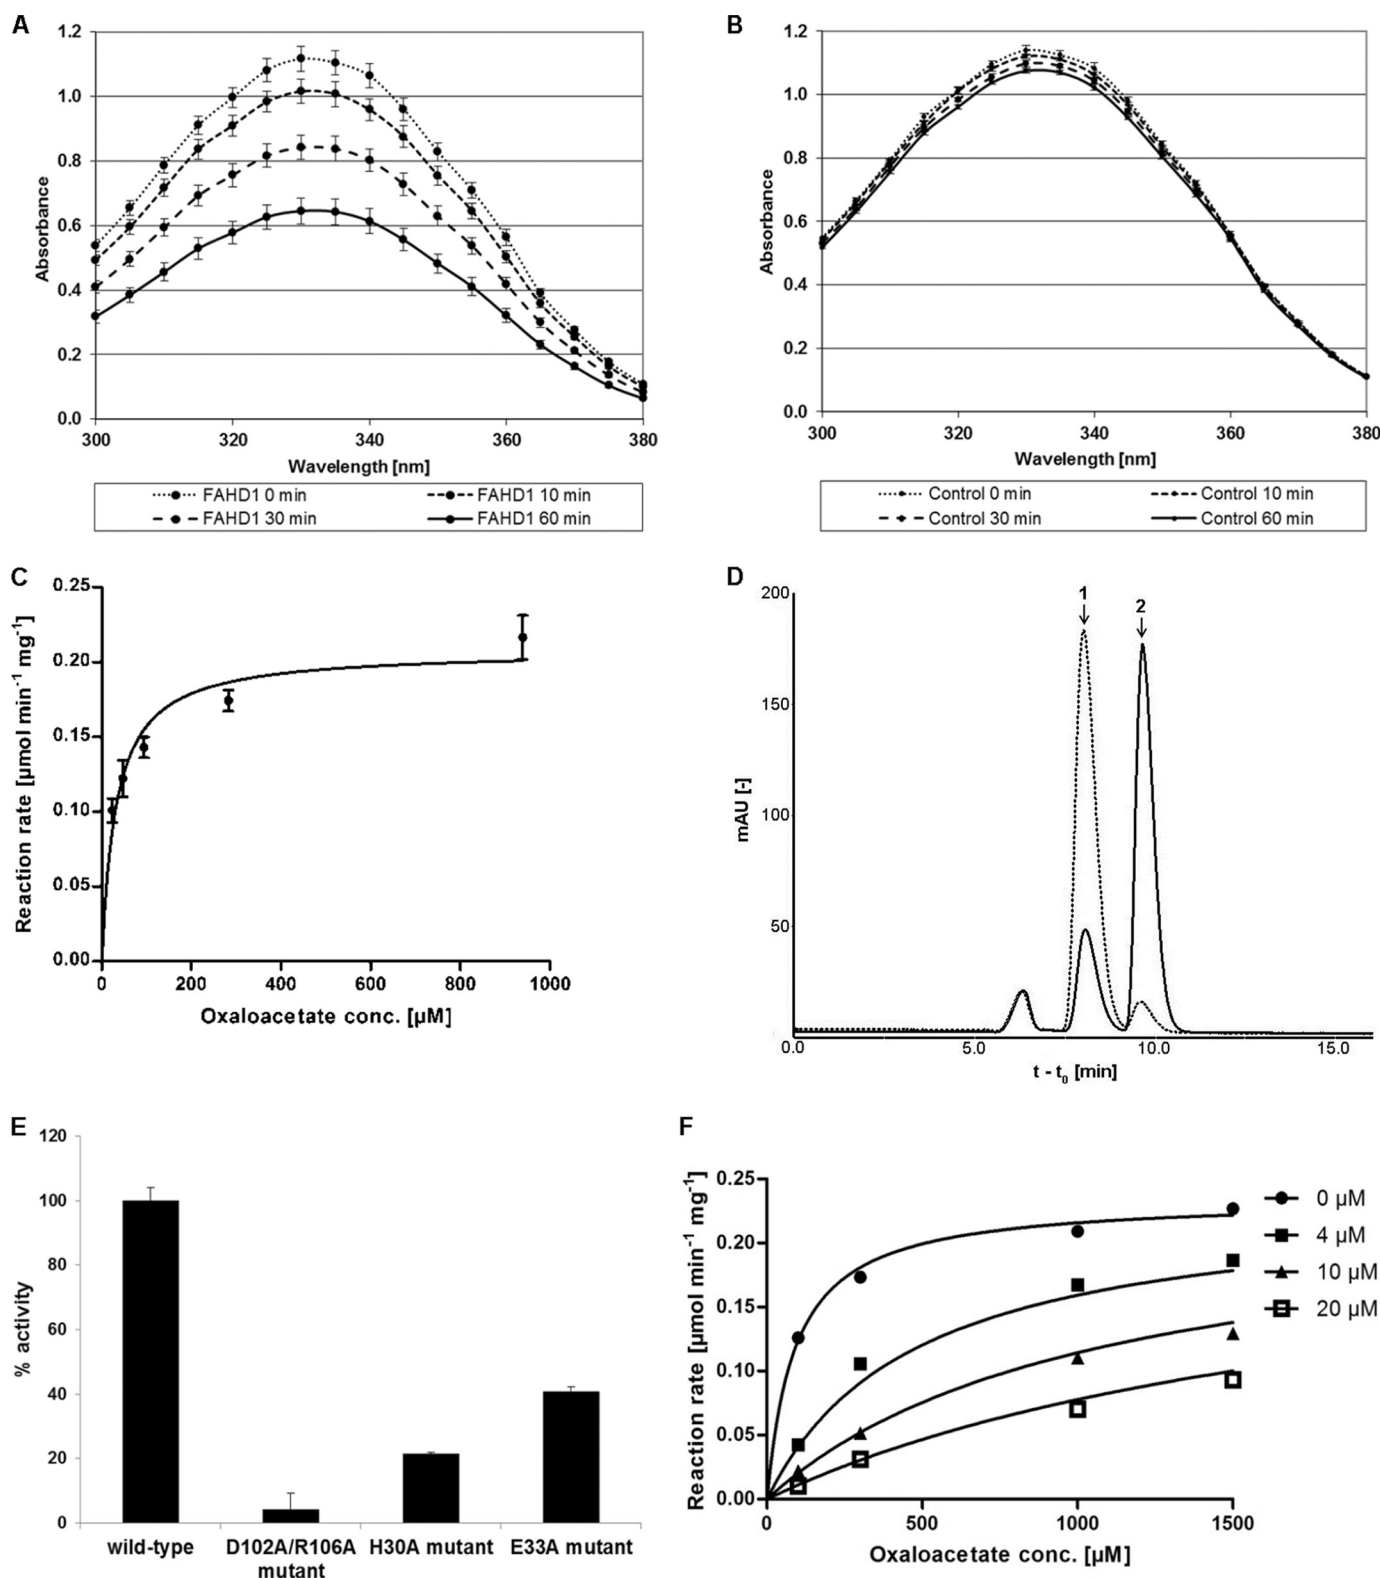 A
1.2
1.0
0.8
0.6
0.4
0.2
0.0
Absorbance
300 320 340 360 380
Wavelength [nm]
FAHD1 0 min FAHD1 10 min
FAHD1 30 min FAHD1 60 min
B
1.2
1.0
0.8
0.6
0.4
0.2
0.0
Absorbance
300 320 340 360 380
Wavelength [nm]
Control 0 min Control 10 min
Control 30 min Control 60 min
C
0.25
0.20
0.15
0.10
0.05
0.00
Reaction rate [µmol min⁻¹ mg⁻¹]
0 200 400 600 800 1000
Oxaloacetate conc. [µM]
D
1 2
200
150
100
50
0
mAU [-]
0.0 5.0 10.0 15.0
t - t₀ [min]
E
120
100
80
60
40
20
0
% activity
wild-type D102A/R106A H30A mutant E33A mutant
mutant
F
0.25
0.20
0.15
0.10
0.05
0.00
Reaction rate [µmol min⁻¹ mg⁻¹]
0 500 1000 1500
Oxaloacetate conc. [µM]
0 µM
4 µM
10 µM
20 µM